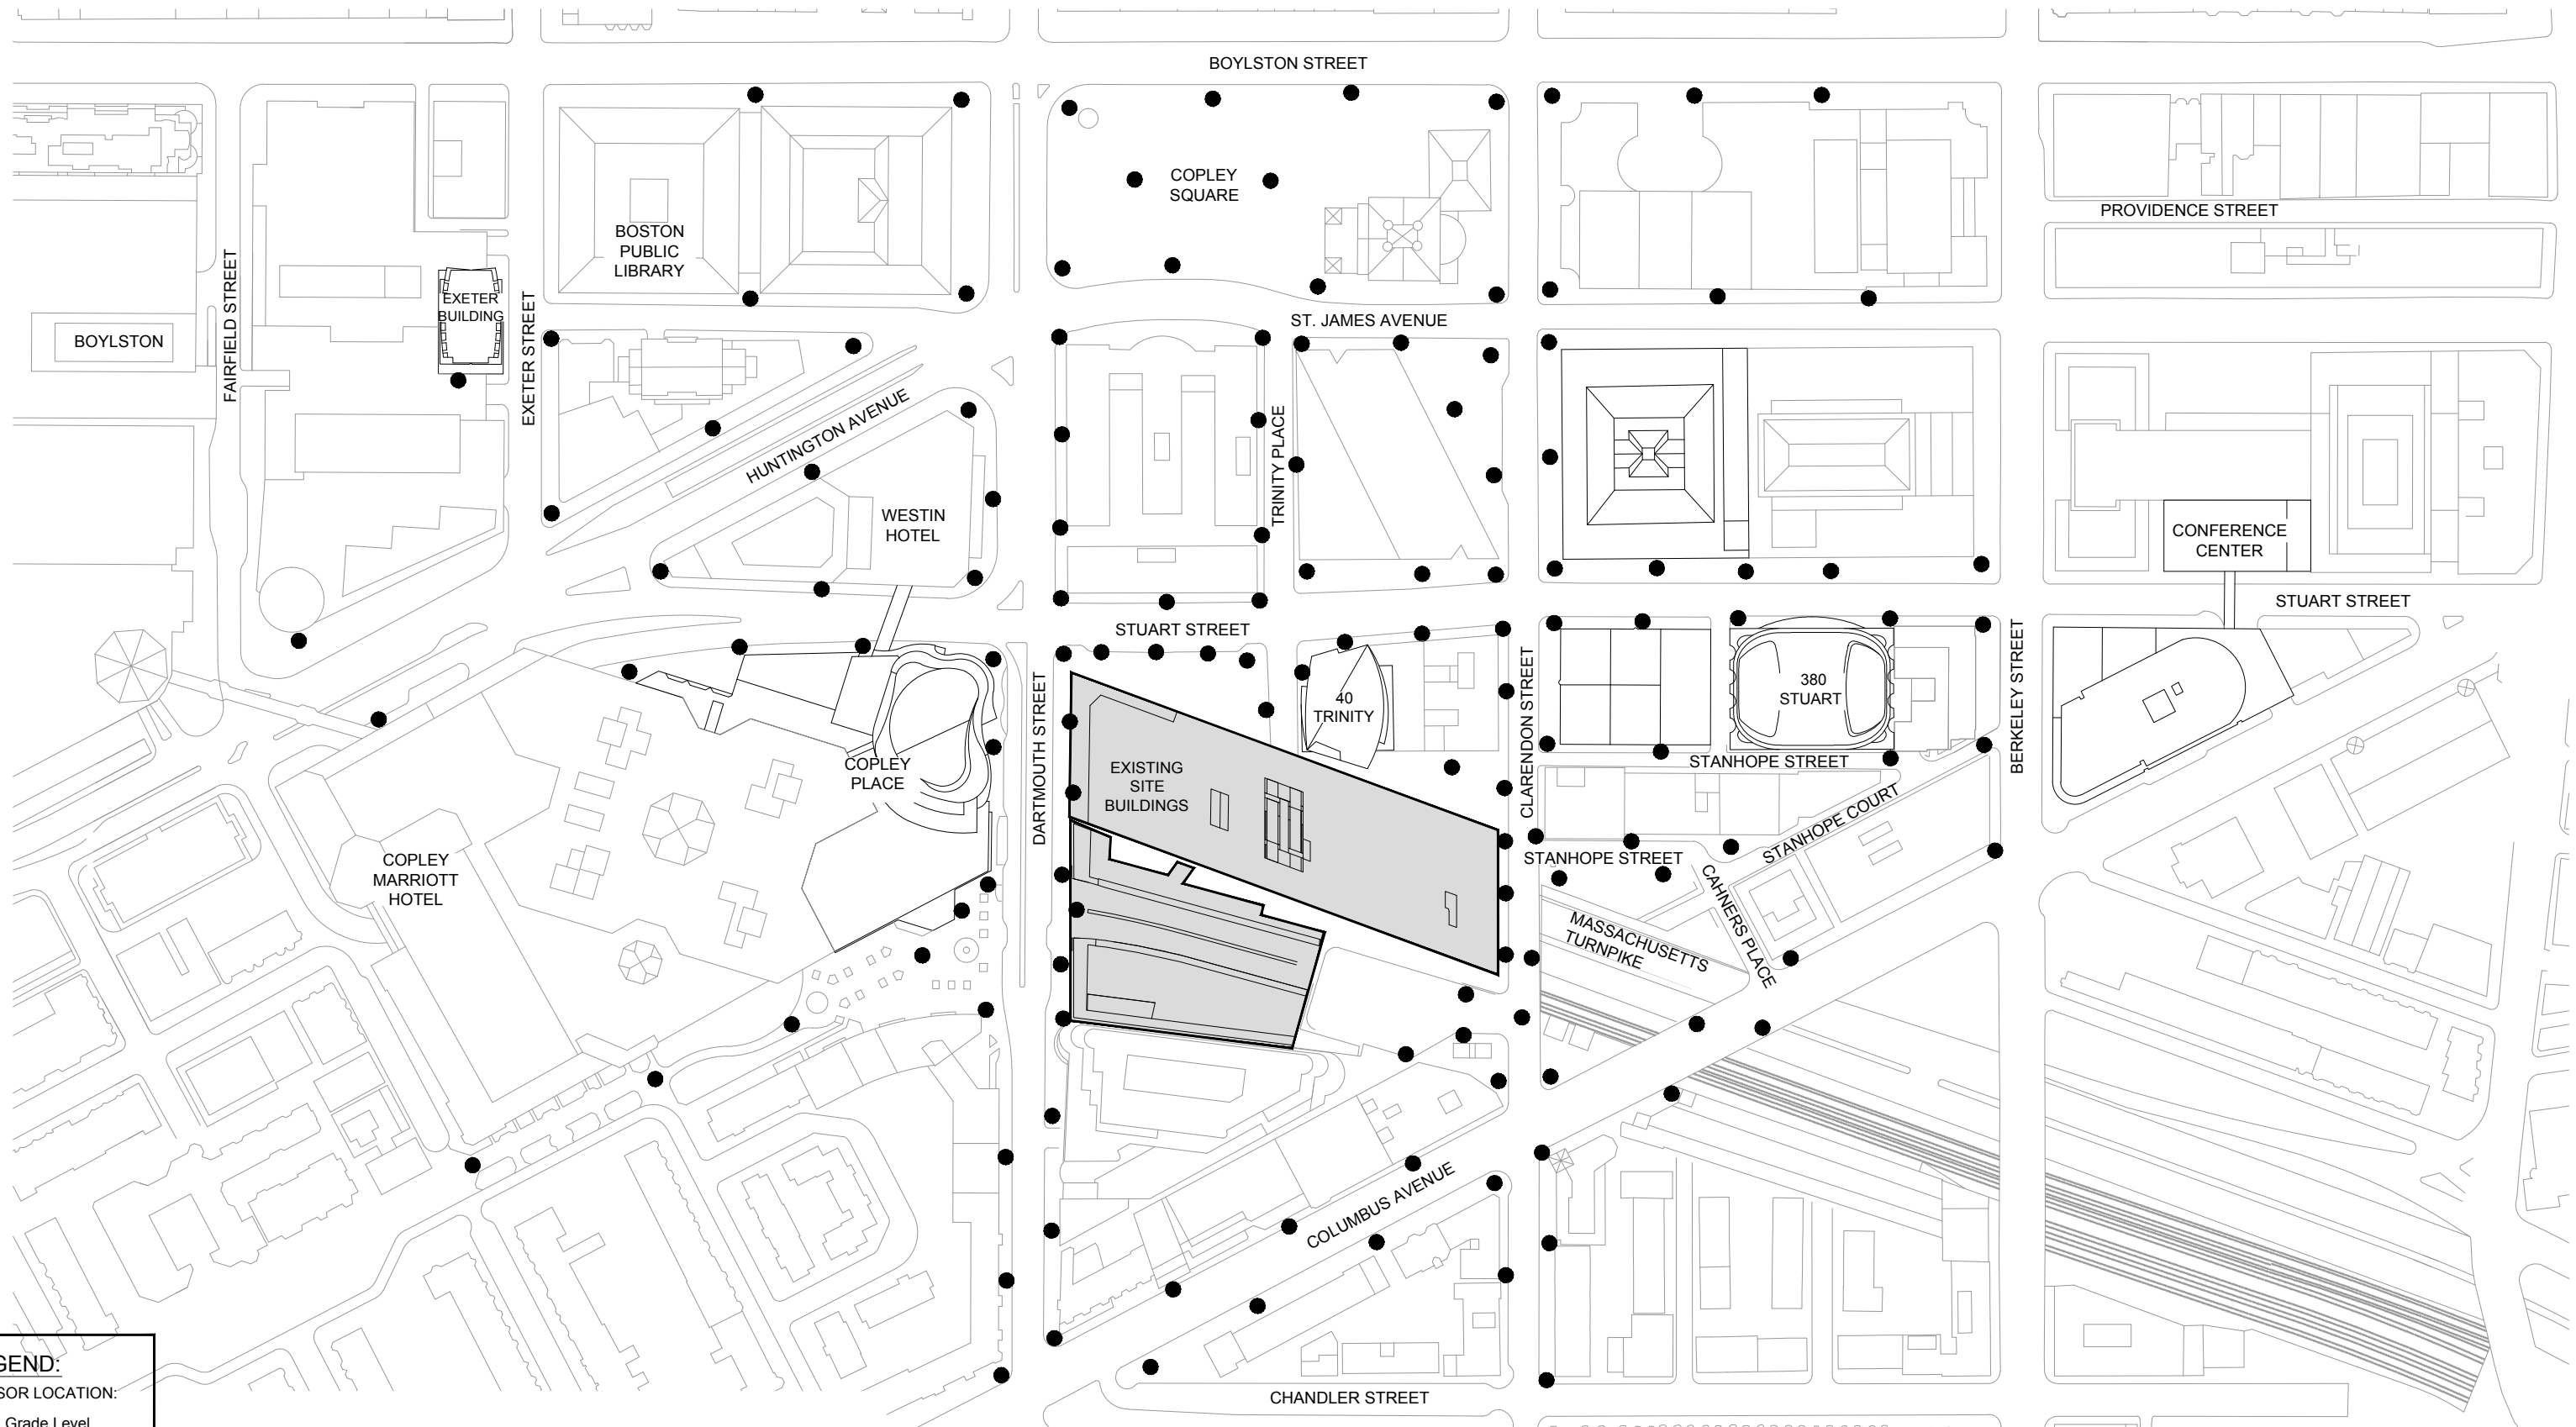 BOYLSTON STREET
COPLEY
SQUARE
PROVIDENCE STREET
BOSTON
PUBLIC
LIBRARY
FAIRFIELD STREET
EXETER
BUILDING
EXETER STREET
BOYLSTON
ST. JAMES AVENUE
HUNTINGTON AVENUE
TRINITY PLACE
WESTIN
HOTEL
CONFERENCE
CENTER
STUART STREET
STUART STREET
BERKELEY STREET
CLARENDON STREET
DARTMOUTH STREET
40
TRINITY
380
STUART
STANHOPE STREET
COPLEY
PLACE
EXISTING
SITE
BUILDINGS
STANHOPE COURT
STANHOPE STREET
COPLEY
MARRIOTT
HOTEL
CAHNERS PLACE
MASSACHUSETTS
TURNPIKE
COLUMBUS AVENUE
CHANDLER STREET
GEND:
SOR LOCATION:
Grade Level